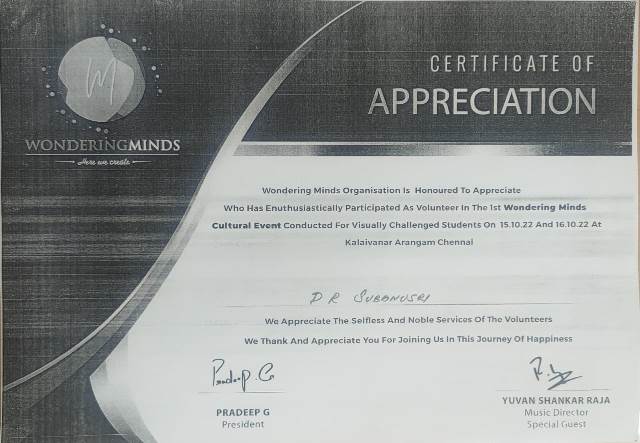 CERTIFICATE OF
APPRECIATION
M
WONDERINGMINDS
Here we create
Wondering Minds Organisation Is Honoured To Appreciate
Who Has Enuthusiastically Participated As Volunteer In The 1st Wondering Minds
Cultural Event Conducted For Visually Challenged Students On 15.10.22 And 16.10.22 At
Kalaivanar Arangam Chennai
D R SUBANUSRI
We Appreciate The Selfless And Noble Services Of The Volunteers
We Thank And Appreciate You For Joining Us In This Journey Of Happiness
Pradeep. G
PRADEEP G
President
YUVAN SHANKAR RAJA
Music Director
Special Guest